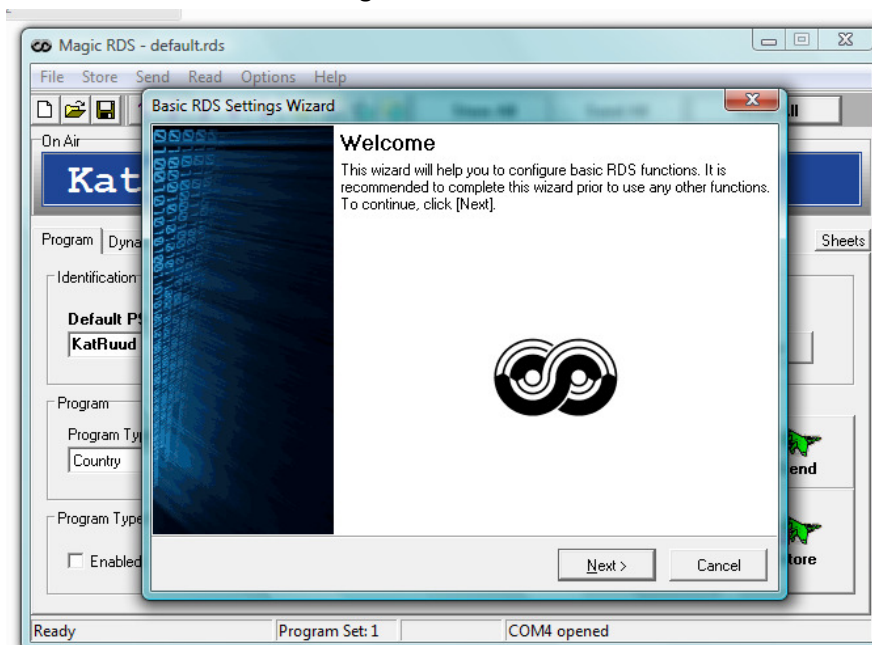 Magic RDS - default.rds
File Store Send Read Options Help
Basic RDS Settings Wizard
On Air
Kat
Welcome
This wizard will help you to configure basic RDS functions. It is
recommended to complete this wizard prior to use any other functions.
To continue, click [Next].
Program Dyna
Sheets
Identification
Default PS
KatRuud
Program
Program Typ
Country
end
Program Type
Enabled
tore
Next >
Cancel
Ready
Program Set: 1
COM4 opened